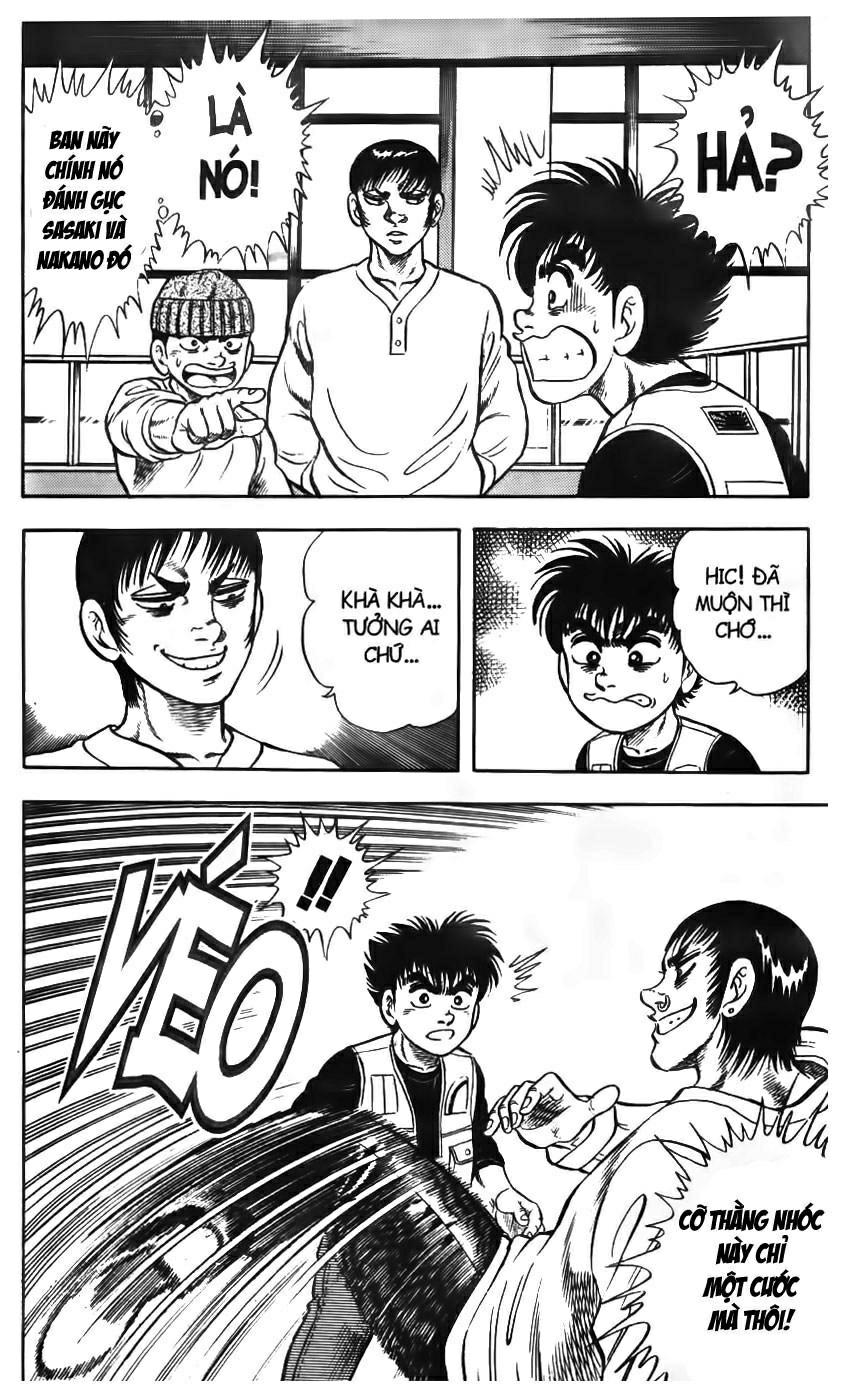 HẢ?
LÀ
NÓ!
BAN NÃY
CHÍNH NÓ
ĐÁNH GỤC
SASAKI VÀ
NAKANO ĐÓ
HIC! ĐÃ
MUỘN THÌ
CHỚ...
KHÀ KHÀ...
TƯỞNG AI
CHỨ...
!!
VÉO
CỠ THẰNG NHÓC
NÀY CHỈ
MỘT CƯỚC
MÀ THÔI!